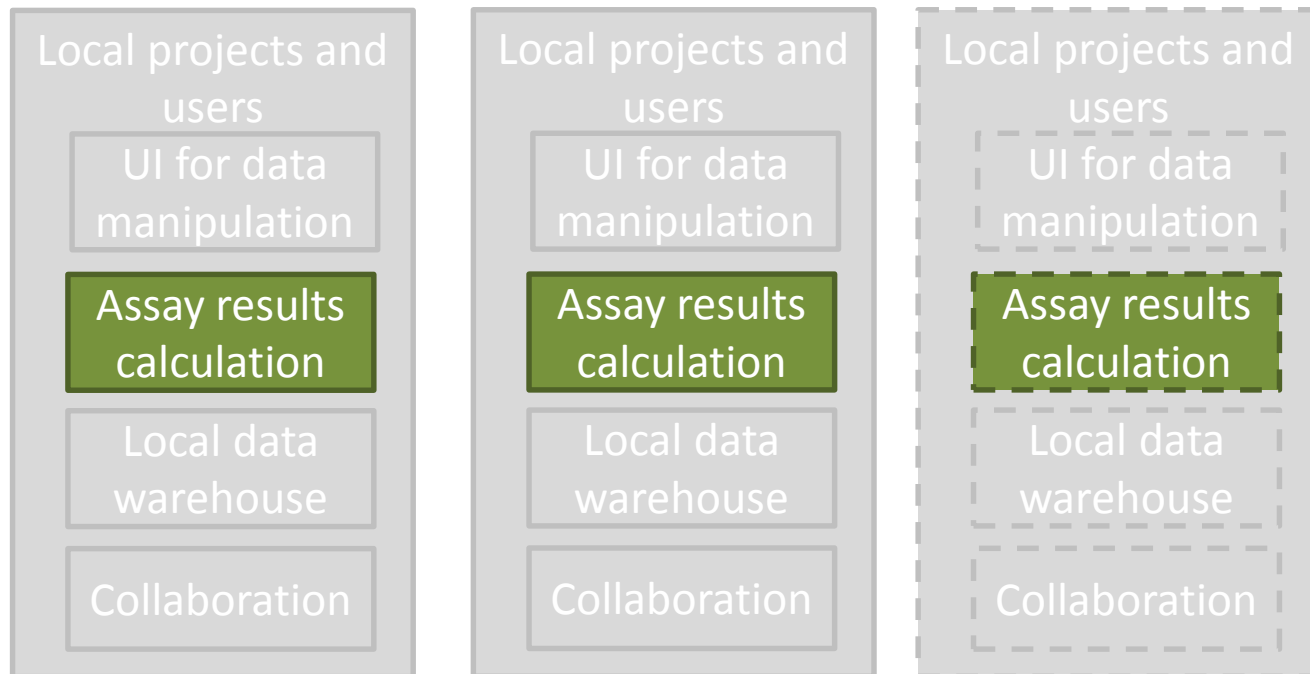 Local projects and
users
UI for data
manipulation
Assay results
calculation
Local data
warehouse
Collaboration
Local projects and
users
UI for data
manipulation
Assay results
calculation
Local data
warehouse
Collaboration
Local projects and
users
UI for data
manipulation
Assay results
calculation
Local data
warehouse
Collaboration